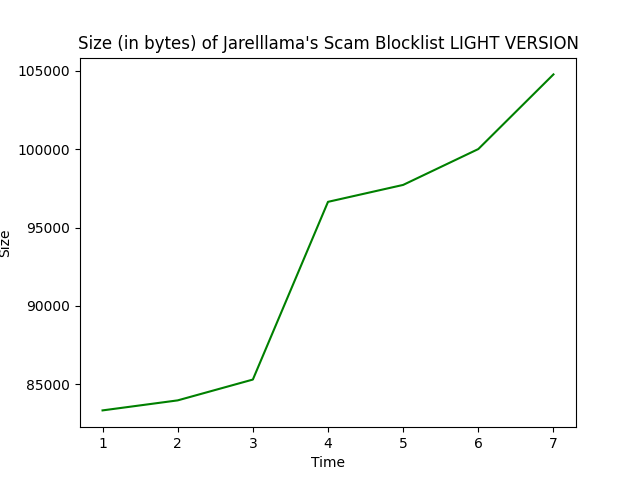 Size (in bytes) of Jarelllama's Scam Blocklist LIGHT VERSION
105000
100000
95000
90000
85000
Size
1 2 3 4 5 6 7
Time